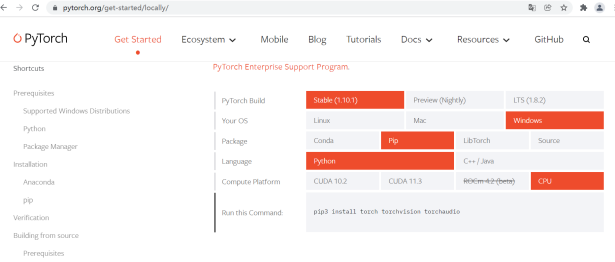 pytorch.org/get-started/locally/
PyTorch
Get Started Ecosystem Mobile Blog Tutorials Docs Resources GitHub
Shortcuts
PyTorch Enterprise Support Program.
Prerequisites
Supported Windows Distributions
Python
Package Manager
Installation
Anaconda
pip
Verification
Building from source
Prerequisites
PyTorch Build Stable (1.10.1) Preview (Nightly) LTS (1.8.2)
Your OS Linux Mac Windows
Package Conda Pip LibTorch Source
Language Python C++ / Java
Compute Platform CUDA 10.2 CUDA 11.3 ROCm 4.2 (beta) CPU
Run this Command: pip3 install torch torchvision torchaudio